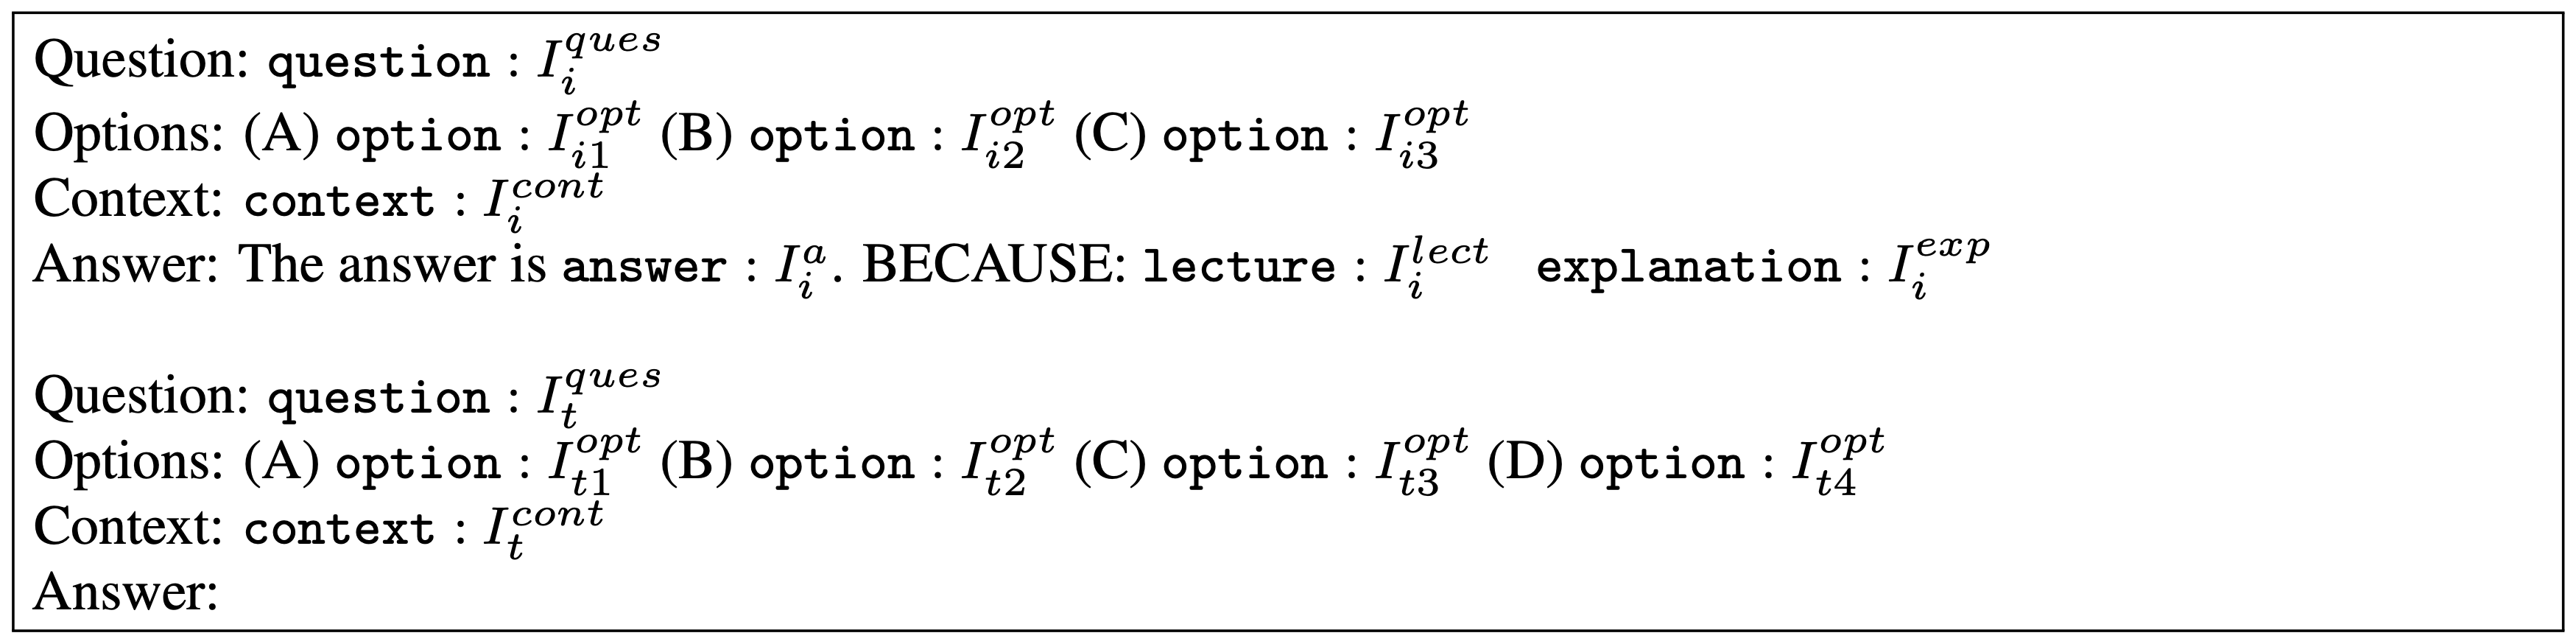 Question: question : $I_i^{ques}$
Options: (A) option : $I_{i1}^{opt}$ (B) option : $I_{i2}^{opt}$ (C) option : $I_{i3}^{opt}$
Context: context : $I_i^{cont}$
Answer: The answer is answer : $I_i^a$. BECAUSE: lecture : $I_i^{lect}$ explanation : $I_i^{exp}$
Question: question : $I_t^{ques}$
Options: (A) option : $I_{t1}^{opt}$ (B) option : $I_{t2}^{opt}$ (C) option : $I_{t3}^{opt}$ (D) option : $I_{t4}^{opt}$
Context: context : $I_t^{cont}$
Answer: